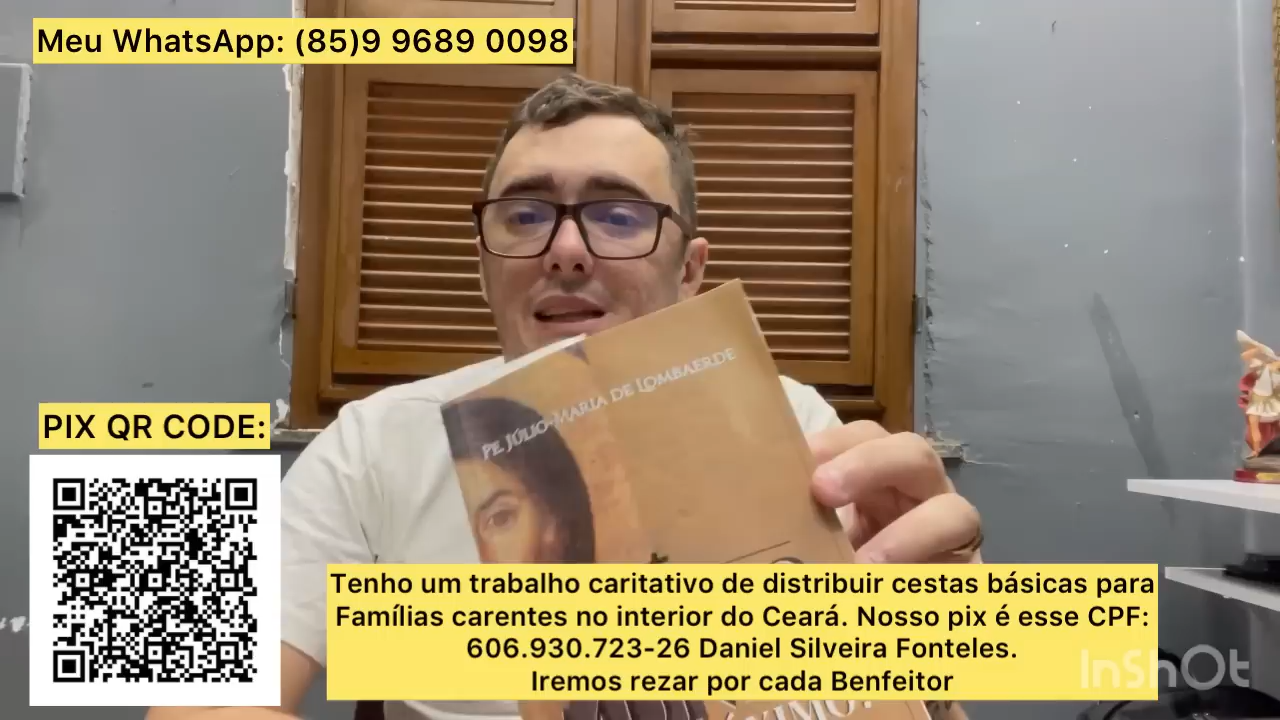 Meu WhatsApp: (85)9 9689 0098
PE. JÚLIO-MARIA DE LOMBAERDE
PIX QR CODE:
Tenho um trabalho caritativo de distribuir cestas básicas para
Famílias carentes no interior do Ceará. Nosso pix é esse CPF:
606.930.723-26 Daniel Silveira Fonteles.
Iremos rezar por cada Benfeitor
InShOt